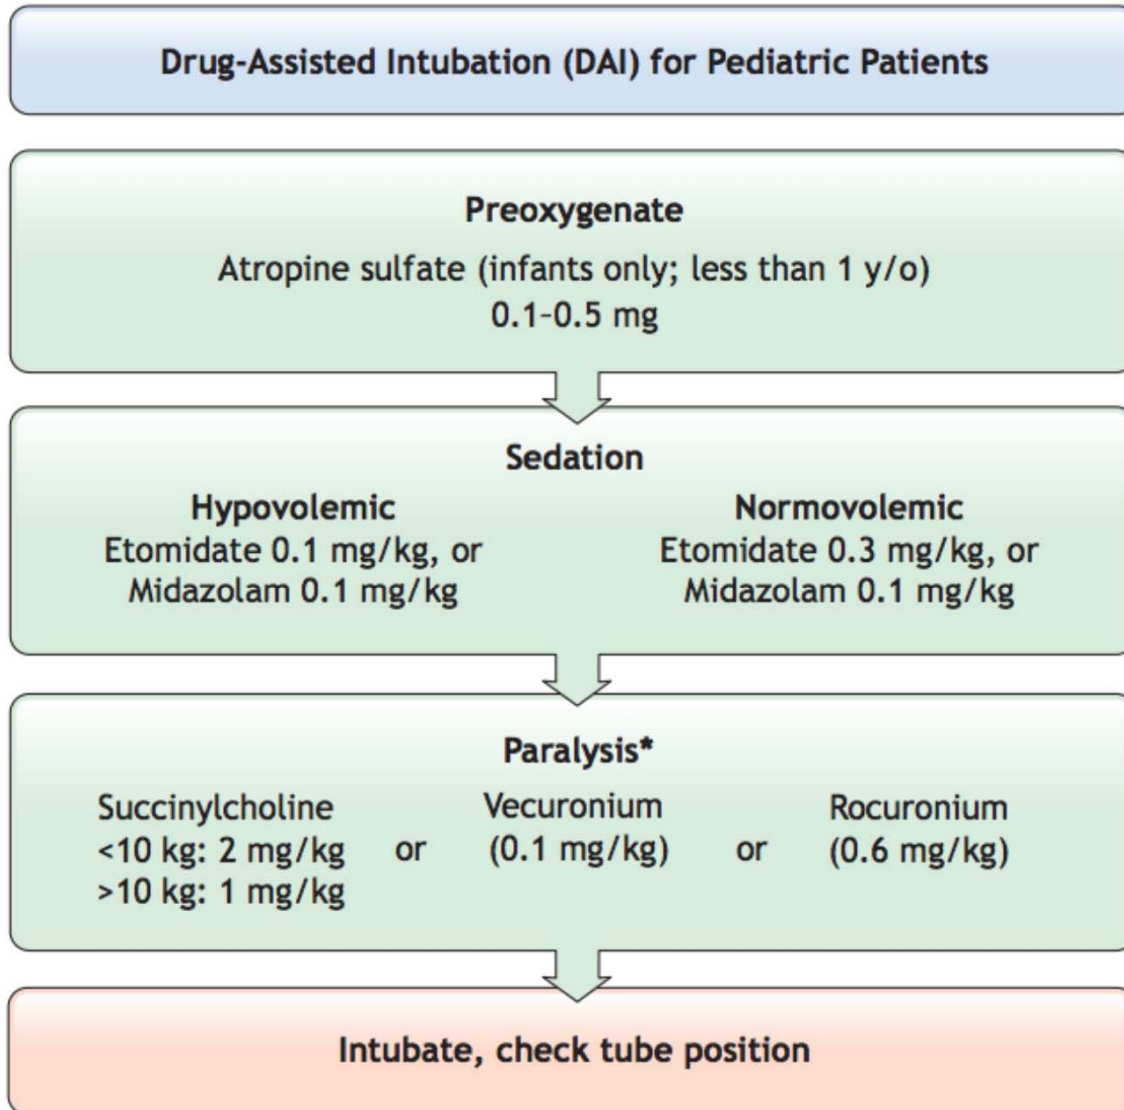 Drug-Assisted Intubation (DAI) for Pediatric Patients
Preoxygenate
Atropine sulfate (infants only; less than 1 y/o)
0.1–0.5 mg
Sedation
Hypovolemic
Etomidate 0.1 mg/kg, or
Midazolam 0.1 mg/kg
Normovolemic
Etomidate 0.3 mg/kg, or
Midazolam 0.1 mg/kg
Paralysis*
Succinylcholine
<10 kg: 2 mg/kg
>10 kg: 1 mg/kg
or
Vecuronium
(0.1 mg/kg)
or
Rocuronium
(0.6 mg/kg)
Intubate, check tube position